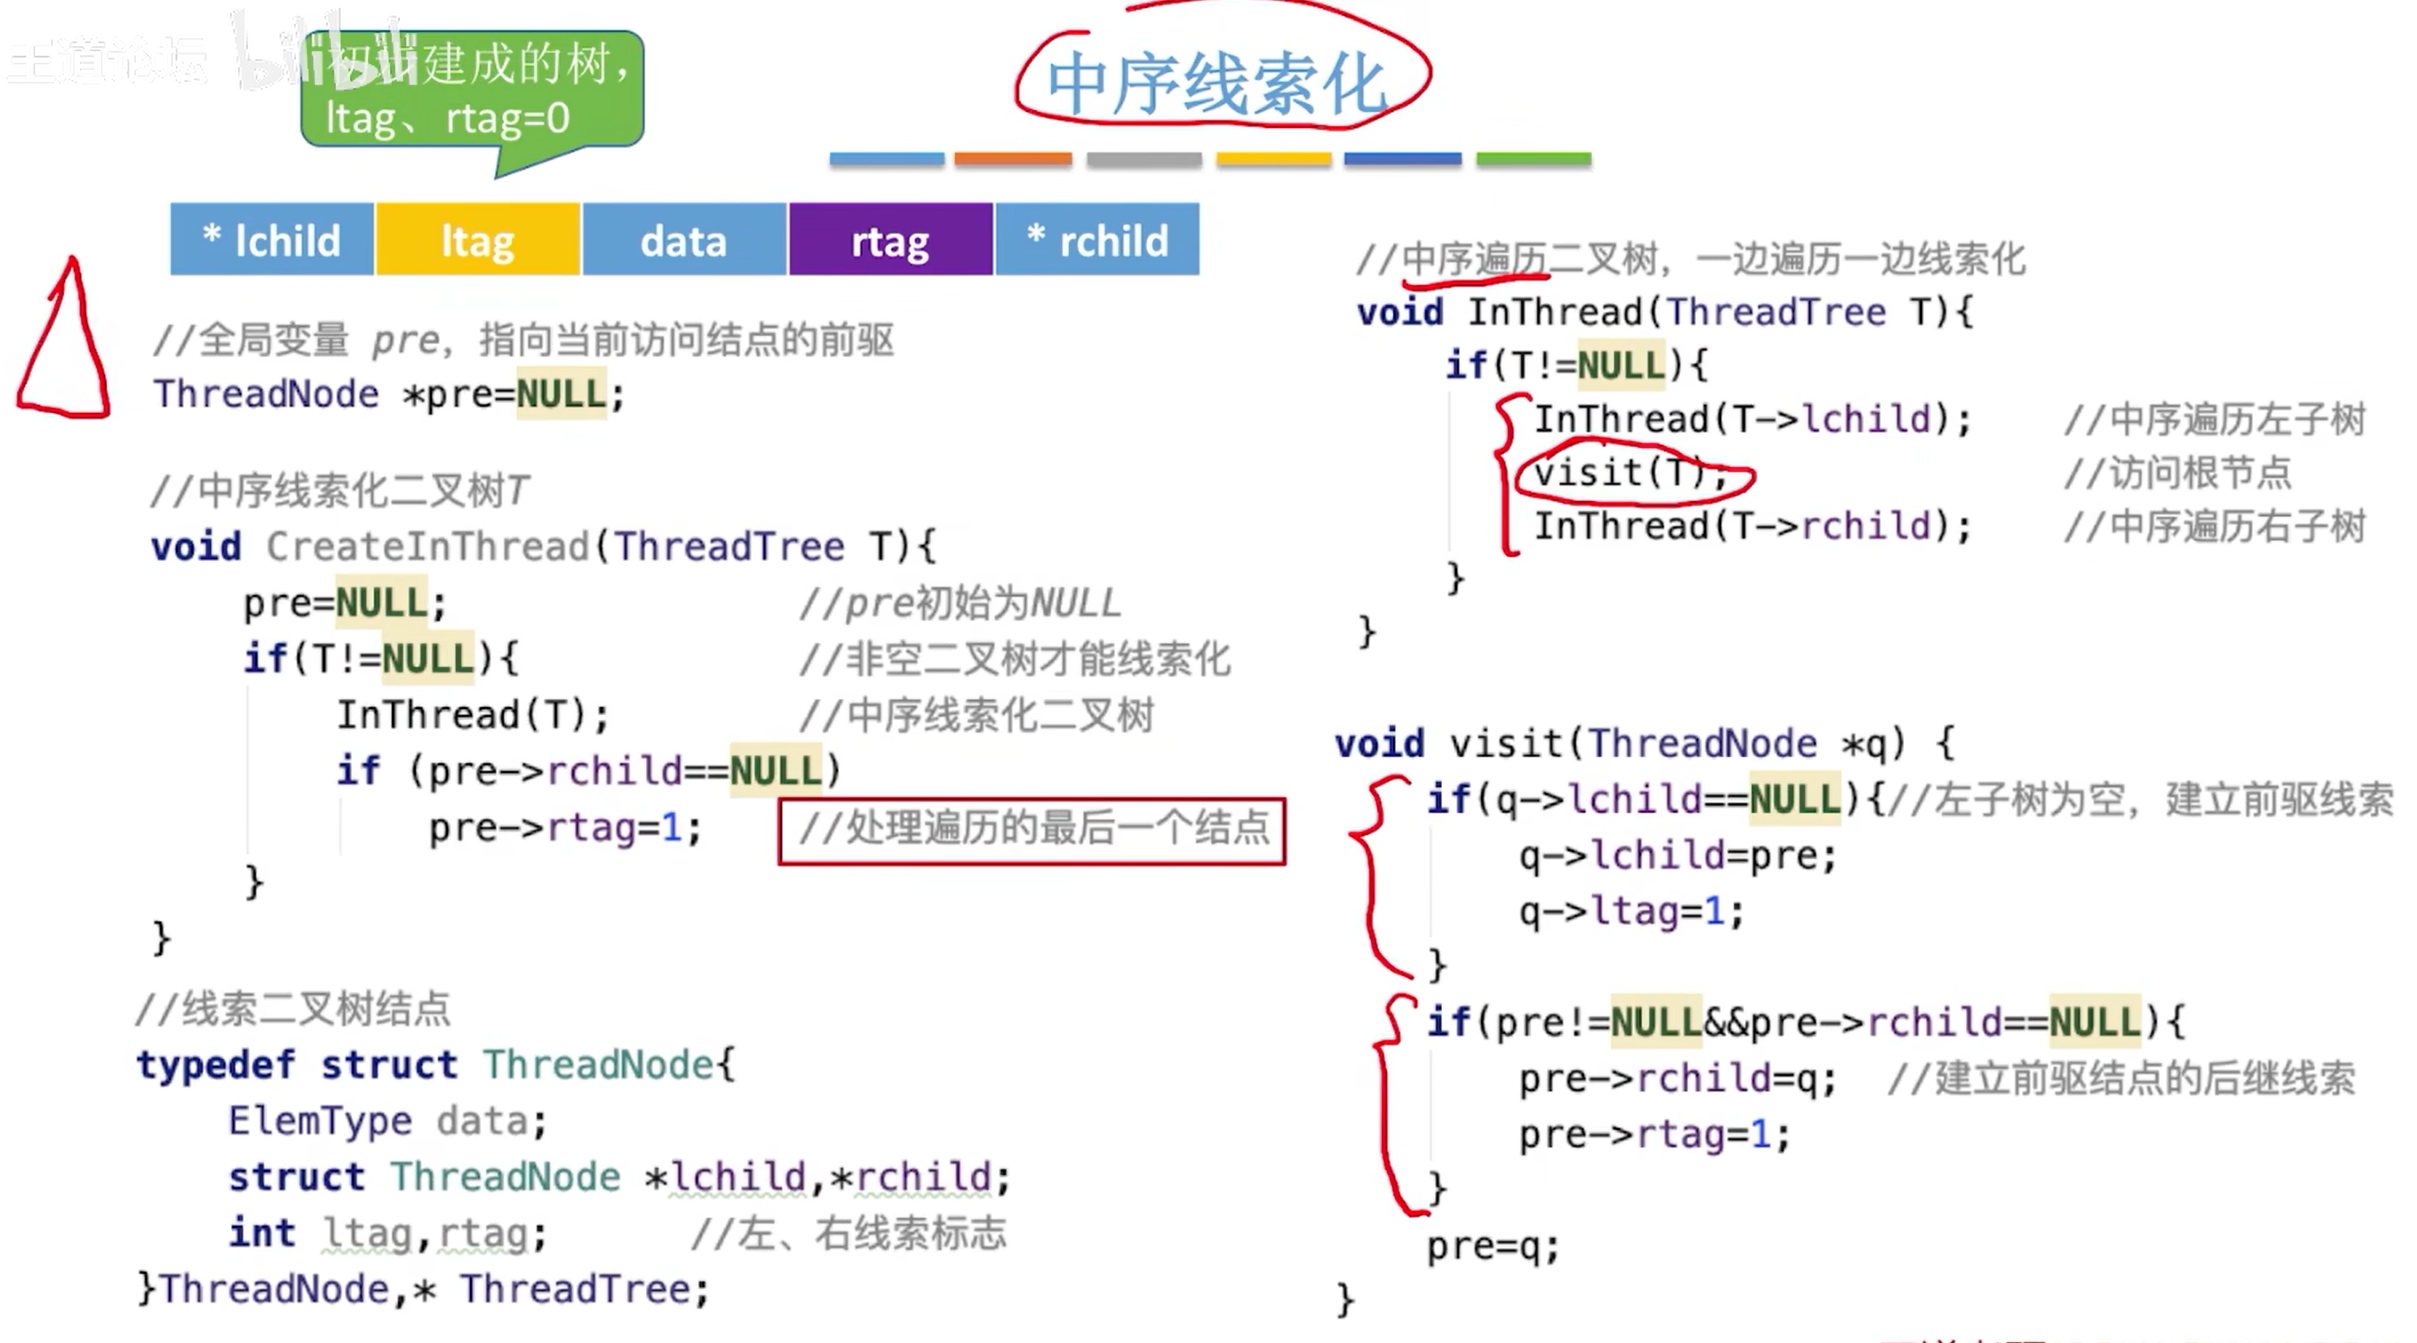 王道论坛 bilibili
初步建成的树，
ltag、rtag=0
中序线索化
* lchild ltag data rtag * rchild
//全局变量 pre，指向当前访问结点的前驱
ThreadNode *pre=NULL;
//中序线索化二叉树T
void CreateInThread(ThreadTree T){
pre=NULL; //pre初始为NULL
if(T!=NULL){ //非空二叉树才能线索化
InThread(T); //中序线索化二叉树
if (pre->rchild==NULL)
pre->rtag=1; //处理遍历的最后一个结点
}
}
//线索二叉树结点
typedef struct ThreadNode{
ElemType data;
struct ThreadNode *lchild,*rchild;
int ltag,rtag; //左、右线索标志
}ThreadNode,* ThreadTree;
//中序遍历二叉树，一边遍历一边线索化
void InThread(ThreadTree T){
if(T!=NULL){
InThread(T->lchild); //中序遍历左子树
visit(T); //访问根节点
InThread(T->rchild); //中序遍历右子树
}
}
void visit(ThreadNode *q) {
if(q->lchild==NULL){//左子树为空，建立前驱线索
q->lchild=pre;
q->ltag=1;
}
if(pre!=NULL&&pre->rchild==NULL){
pre->rchild=q; //建立前驱结点的后继线索
pre->rtag=1;
}
pre=q;
}